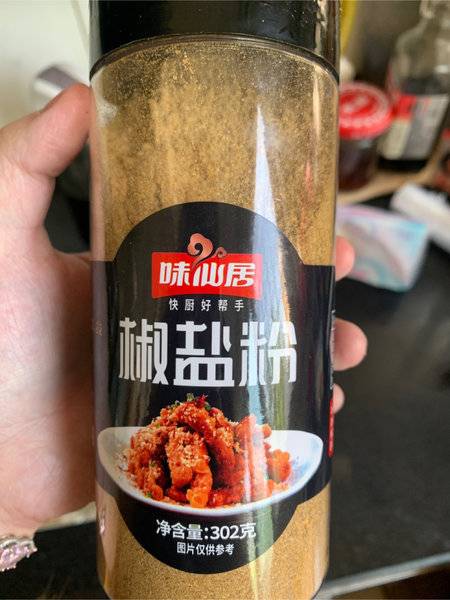 味仙居
快厨好帮手
椒盐粉
净含量:302克
图片仅供参考